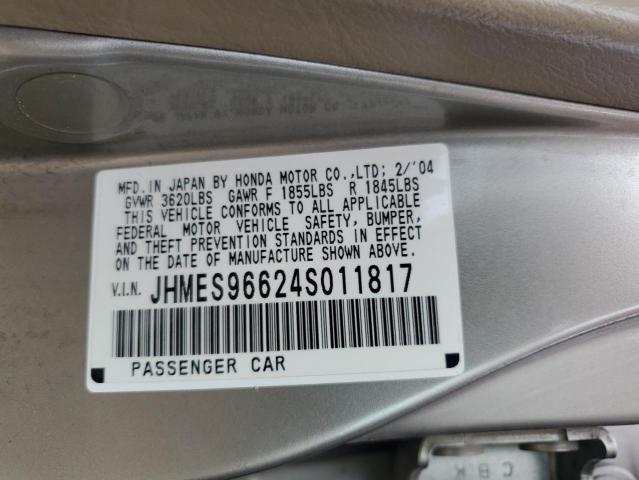 MFD.IN JAPAN BY HONDA MOTOR CO.,LTD; 2/'04
GVWR 3620LBS GAWR F 1855LBS R 1845LBS
THIS VEHICLE CONFORMS TO ALL APPLICABLE
FEDERAL MOTOR VEHICLE SAFETY, BUMPER,
AND THEFT PREVENTION STANDARDS IN EFFECT
ON THE DATE OF MANUFACTURE SHOWN ABOVE.
V.I.N. JHMES96624S011817
PASSENGER CAR
CBK